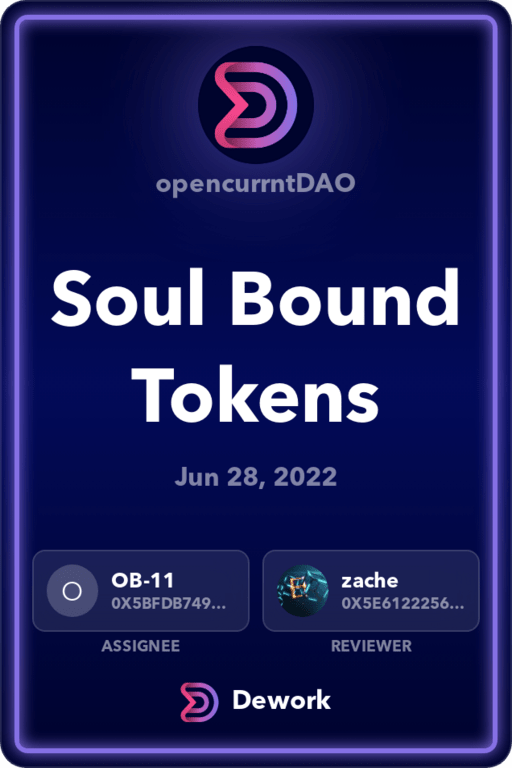 opencurrntDAO
Soul Bound
Tokens
Jun 28, 2022
O
OB-11
0X5BFDB749...
ASSIGNEE
zache
0X5E6122256...
REVIEWER
Dework